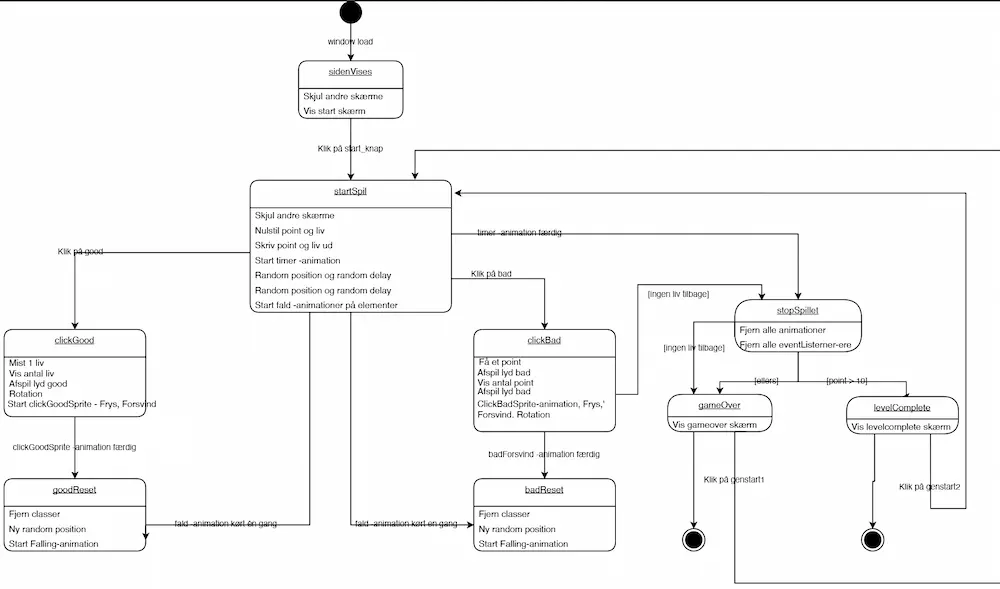 window load
sidenVises
Skjul andre skærme
Vis start skærm
Klik på start_knap
startSpil
Skjul andre skærme
Nulstil point og liv
Skriv point og liv ud
Start timer -animation
Random position og random delay
Random position og random delay
Start fald -animationer på elementer
Klik på good
timer -animation færdig
Klik på bad
[ingen liv tilbage]
stopSpillet
Fjern alle animationer
Fjern alle eventListerner-ere
clickGood
Mist 1 liv
Vis antal liv
Afspil lyd good
Rotation
Start clickGoodSprite - Frys, Forsvind
clickBad
Få et point
Afspil lyd bad
Vis antal point
Afspil lyd bad
ClickBadSprite-animation, Frys,'
Forsvind. Rotation
[ingen liv tilbage]
[ellers]
[point > 10]
gameOver
Vis gameover skærm
levelComplete
Vis levelcomplete skærm
clickGoodSprite -animation færdig
badForsvind -animation færdig
Klik på genstart1
Klik på genstart2
goodReset
Fjern classer
Ny random position
Start Falling-animation
fald -animation kørt én gang
fald -animation kørt en gang
badReset
Fjern classer
Ny random position
Start Falling-animation